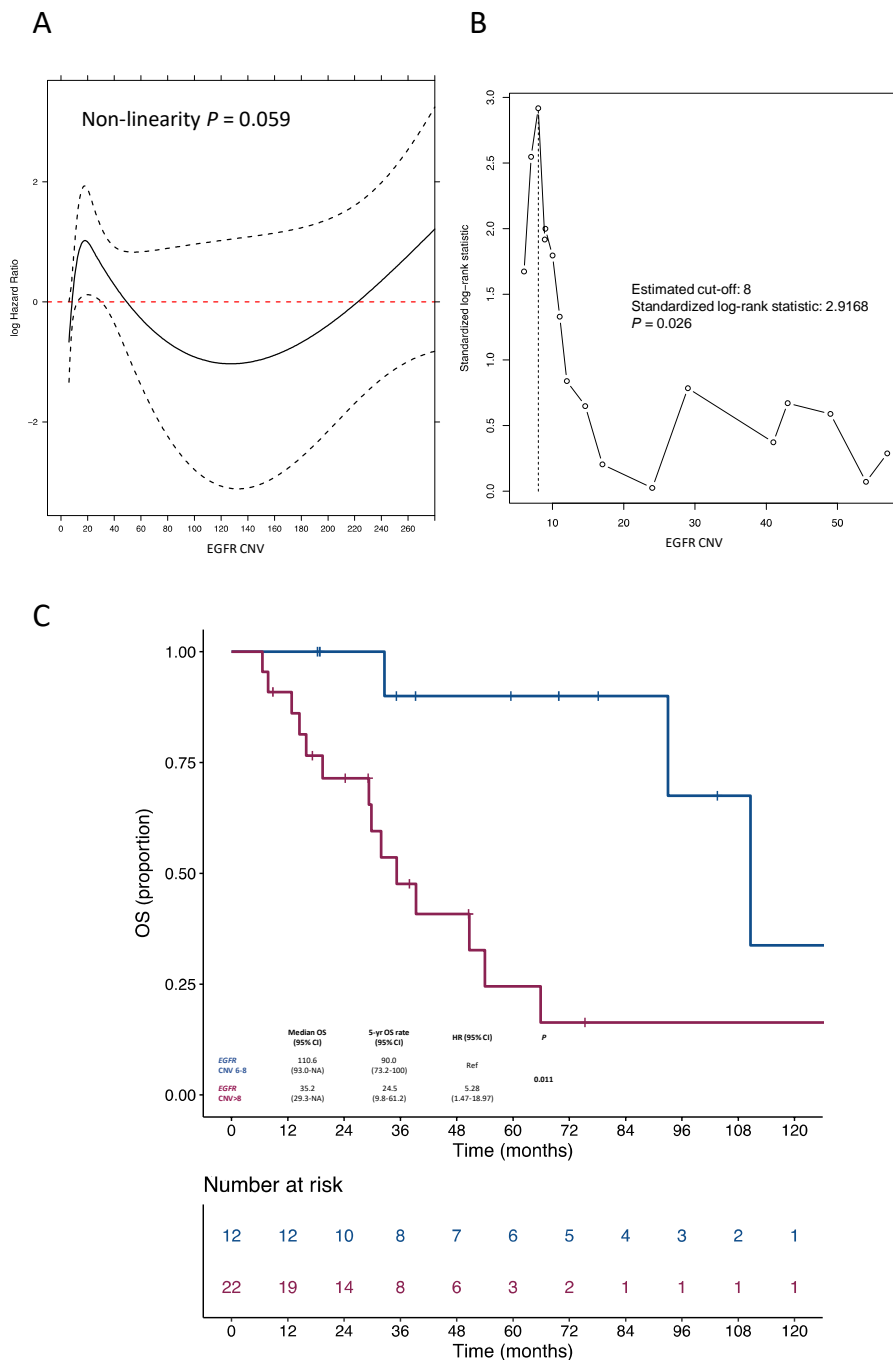 A
B
Non-linearity P = 0.059
log Hazard Ratio
2
0
−2
0 20 40 60 80 100 120 140 160 180 200 220 240 260
EGFR CNV
Standardized log−rank statistic
3.0
2.5
2.0
1.5
1.0
0.5
0.0
Estimated cut-off: 8
Standardized log-rank statistic: 2.9168
P = 0.026
10 20 30 40 50
EGFR CNV
C
OS (proportion)
1.00
0.75
0.50
0.25
0.00
Median OS (95% CI) 5-yr OS rate (95% CI) HR (95% CI) P
EGFR CNV 6-8 110.6 (93.0-NA) 90.0 (73.2-100) Ref
0.011
EGFR CNV>8 35.2 (29.3-NA) 24.5 (9.8-61.2) 5.28 (1.47-18.97)
0 12 24 36 48 60 72 84 96 108 120
Time (months)
Number at risk
12 12 10 8 7 6 5 4 3 2 1
22 19 14 8 6 3 2 1 1 1 1
0 12 24 36 48 60 72 84 96 108 120
Time (months)